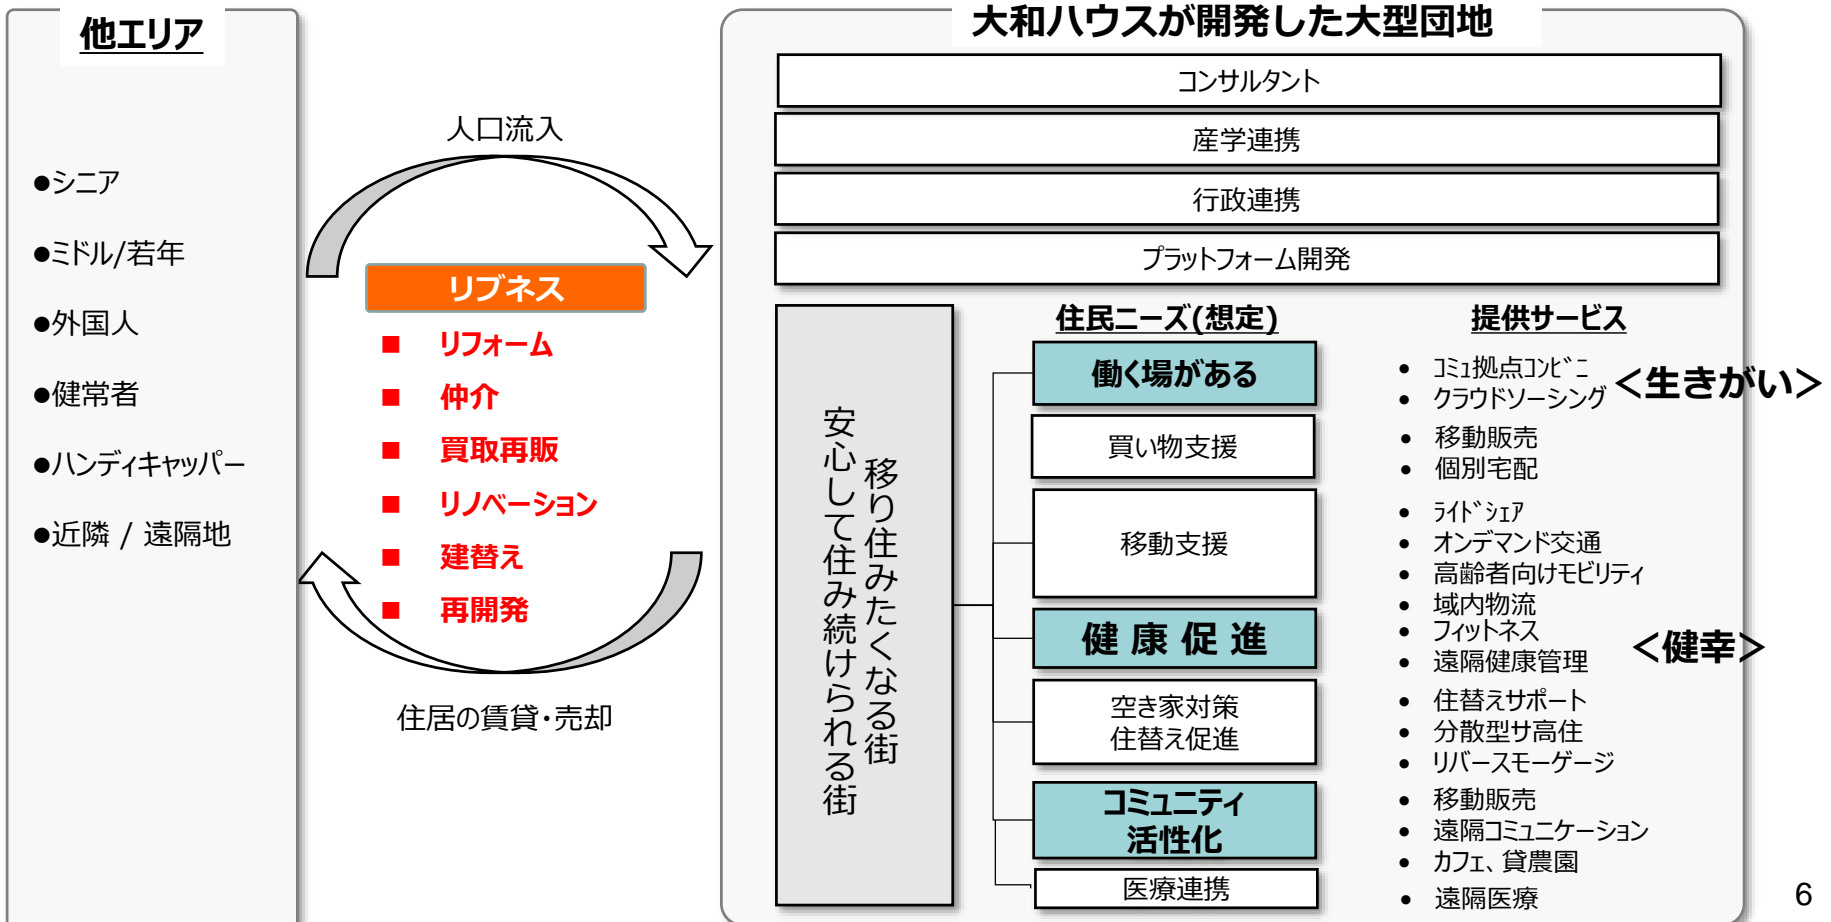 他エリア
●シニア
●ミドル/若年
●外国人
●健常者
●ハンディキャッパー
●近隣 / 遠隔地
人口流入
リブネス
■ リフォーム
■ 仲介
■ 買取再販
■ リノベーション
■ 建替え
■ 再開発
住居の賃貸・売却
大和ハウスが開発した大型団地
コンサルタント
産学連携
行政連携
プラットフォーム開発
移り住みたくなる街
安心して住み続けられる街
住民ニーズ(想定)
働く場がある
買い物支援
移動支援
健 康 促 進
空き家対策
住替え促進
コミュニティ
活性化
医療連携
提供サービス
• ｺﾐｭ拠点ｺﾝﾋﾞﾆ
• クラウドソーシング
＜生きがい＞
• 移動販売
• 個別宅配
• ﾗｲﾄﾞｼｪｱ
• オンデマンド交通
• 高齢者向けモビリティ
• 域内物流
• フィットネス
• 遠隔健康管理
＜健幸＞
• 住替えサポート
• 分散型サ高住
• リバースモーゲージ
• 移動販売
• 遠隔コミュニケーション
• カフェ、貸農園
• 遠隔医療
6